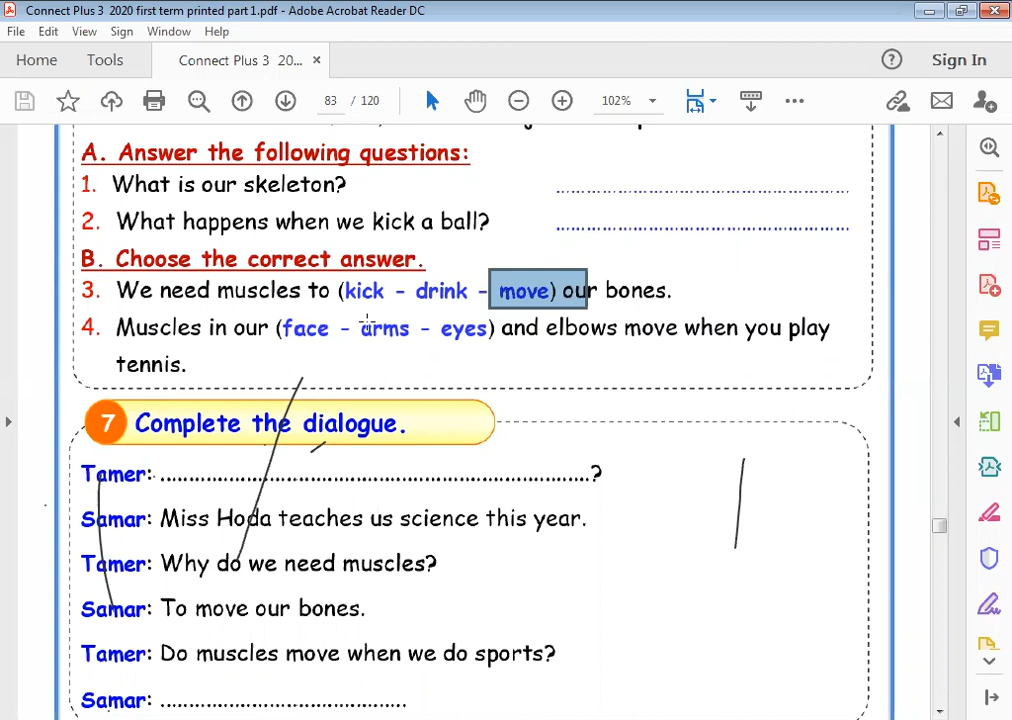 Connect Plus 3 2020 first term printed part 1.pdf - Adobe Acrobat Reader DC
File Edit View Sign Window Help
Home Tools Connect Plus 3 20... × Sign In
83 / 120 102%
A. Answer the following questions:
1. What is our skeleton? ..........................................................
2. What happens when we kick a ball? ..........................................................
B. Choose the correct answer.
3. We need muscles to (kick - drink - move) our bones.
4. Muscles in our (face - arms - eyes) and elbows move when you play
tennis.
7 Complete the dialogue.
Tamer: ....................................................................?
Samar: Miss Hoda teaches us science this year.
Tamer: Why do we need muscles?
Samar: To move our bones.
Tamer: Do muscles move when we do sports?
Samar: .......................................